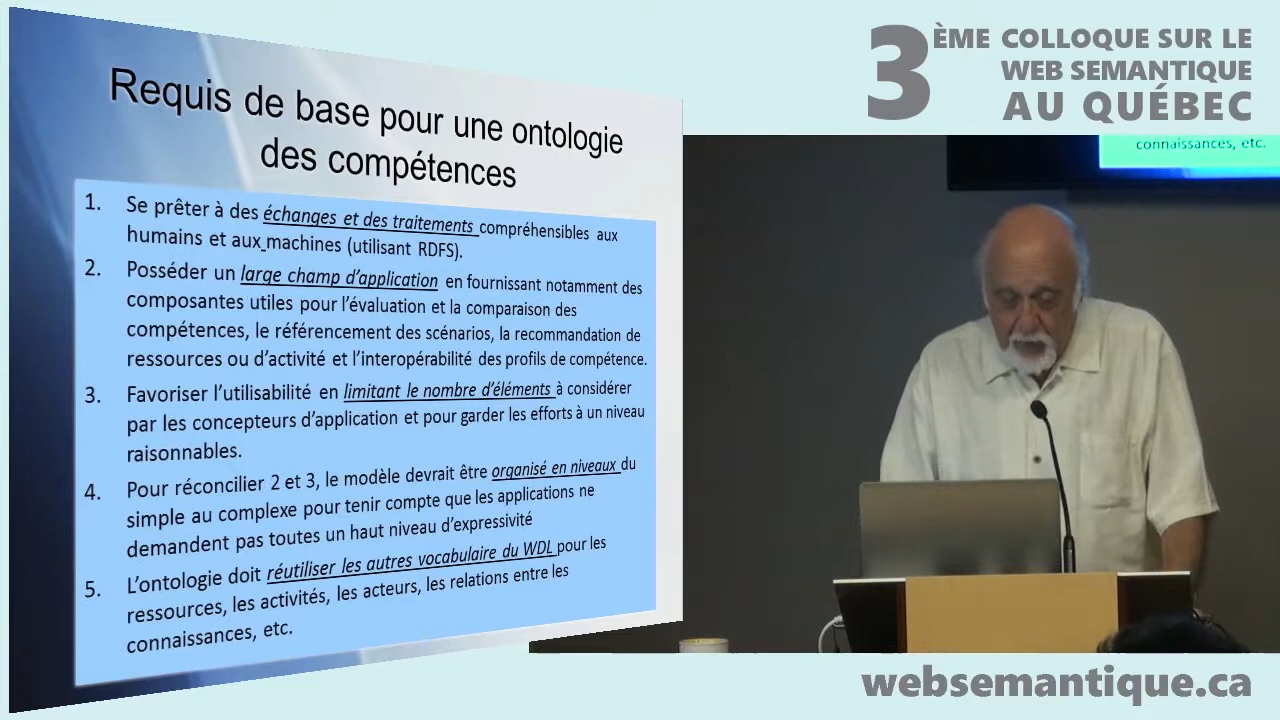 Requis de base pour une ontologie
des compétences
1. Se prêter à des échanges et des traitements compréhensibles aux
humains et aux machines (utilisant RDFS).
2. Posséder un large champ d’application en fournissant notamment des
composantes utiles pour l’évaluation et la comparaison des
compétences, le référencement des scénarios, la recommandation de
ressources ou d’activité et l’interopérabilité des profils de compétence.
3. Favoriser l’utilisabilité en limitant le nombre d’éléments à considérer
par les concepteurs d’application et pour garder les efforts à un niveau
raisonnables.
4. Pour réconcilier 2 et 3, le modèle devrait être organisé en niveaux du
simple au complexe pour tenir compte que les applications ne
demandent pas toutes un haut niveau d’expressivité
5. L’ontologie doit réutiliser les autres vocabulaire du WDL pour les
ressources, les activités, les acteurs, les relations entre les
connaissances, etc.
3ÈME COLLOQUE SUR LE
WEB SEMANTIQUE
AU QUÉBEC
connaissances, etc.
websemantique.ca